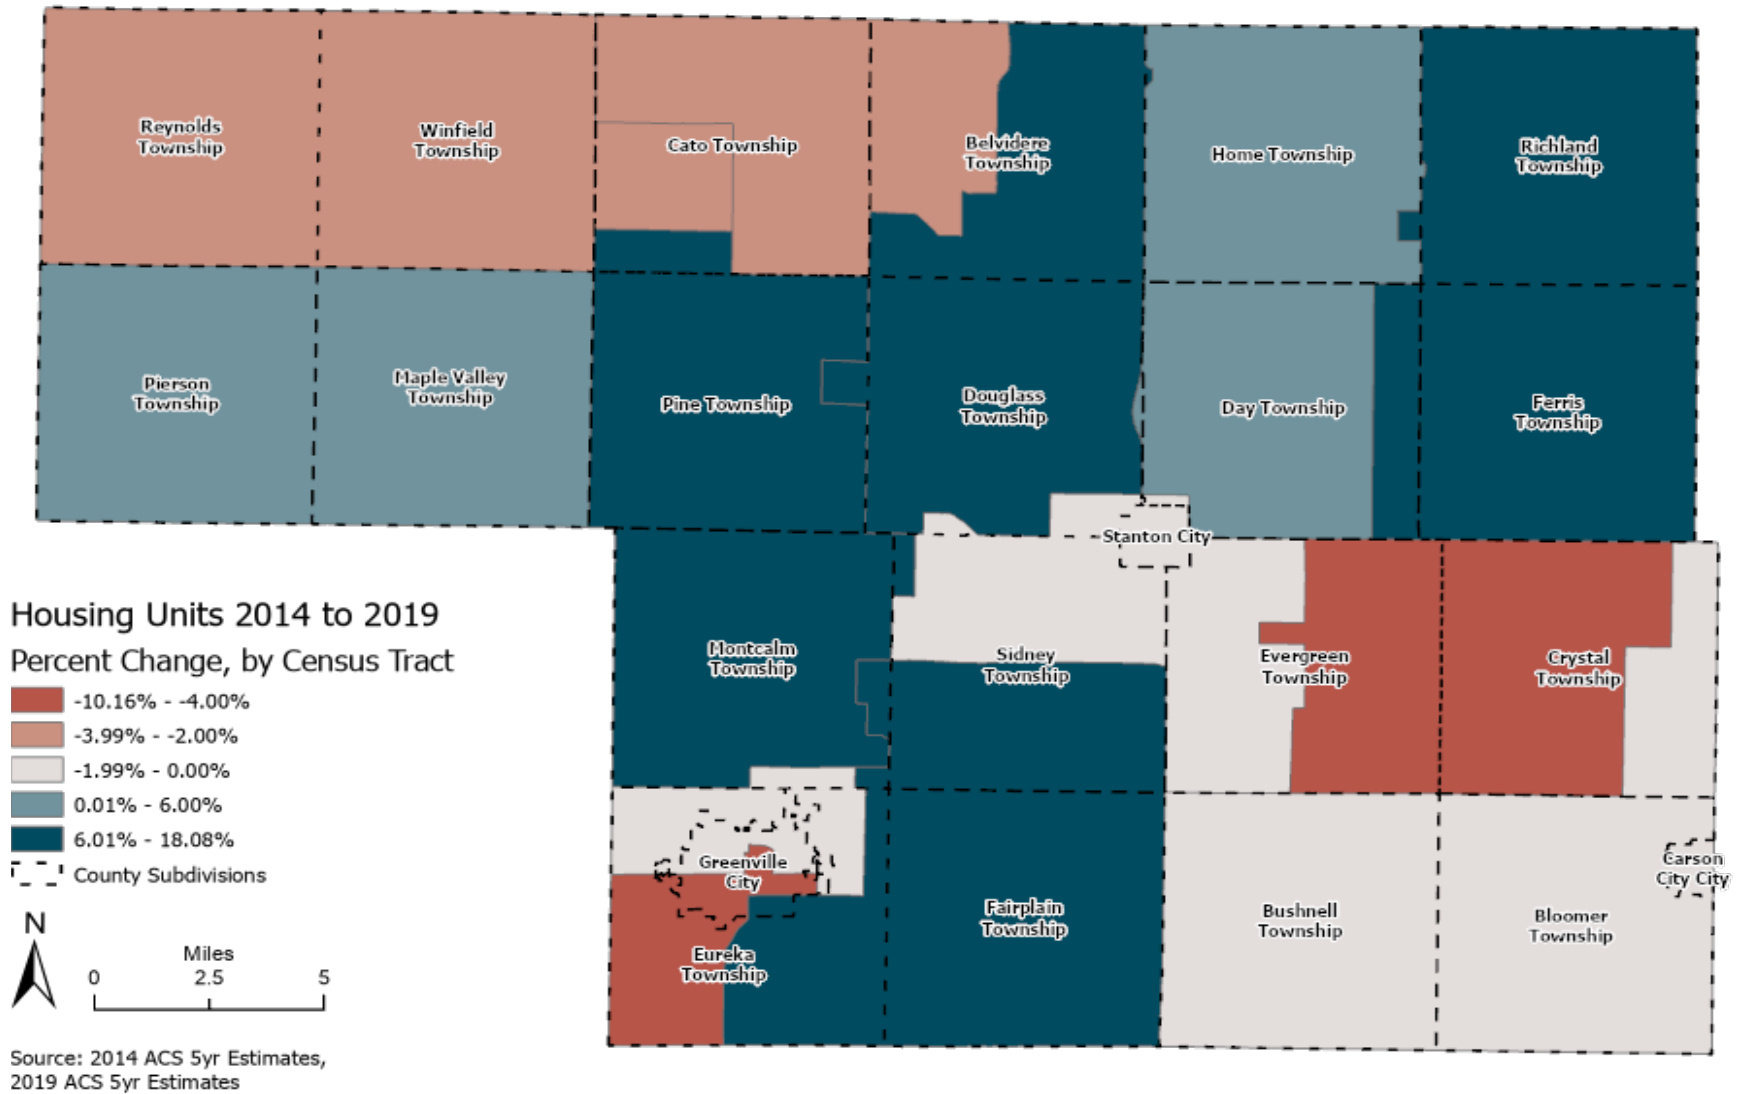 Reynolds
Township
Winfield
Township
Cato Township
Belvidere
Township
Home Township
Richland
Township
Pierson
Township
Maple Valley
Township
Pine Township
Douglass
Township
Day Township
Ferris
Township
Stanton City
Montcalm
Township
Sidney
Township
Evergreen
Township
Crystal
Township
Greenville
City
Eureka
Township
Fairplain
Township
Bushnell
Township
Bloomer
Township
Carson
City City
Housing Units 2014 to 2019
Percent Change, by Census Tract
-10.16% - -4.00%
-3.99% - -2.00%
-1.99% - 0.00%
0.01% - 6.00%
6.01% - 18.08%
County Subdivisions
N
Miles
0 2.5 5
Source: 2014 ACS 5yr Estimates,
2019 ACS 5yr Estimates